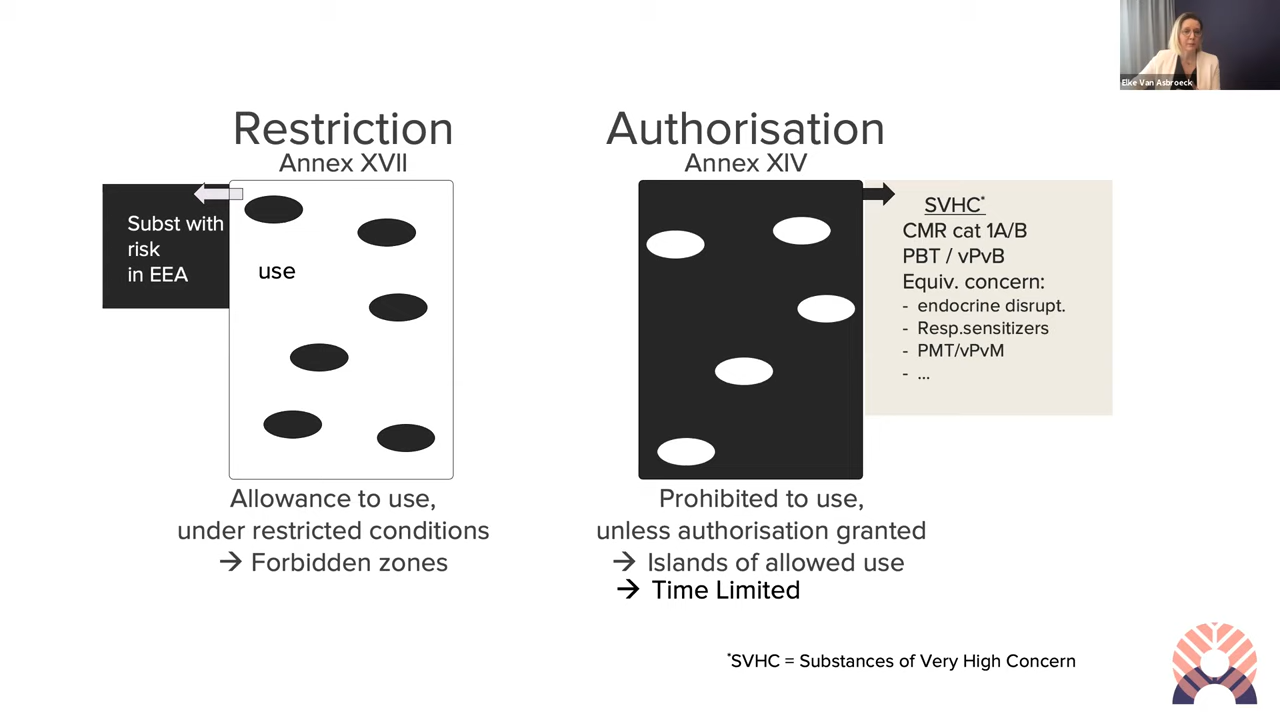 Elke Van Asbroeck
Restriction
Annex XVII
Subst with
risk
in EEA
use
Allowance to use,
under restricted conditions
→ Forbidden zones
Authorisation
Annex XIV
SVHC*
CMR cat 1A/B
PBT / vPvB
Equiv. concern:
- endocrine disrupt.
- Resp.sensitizers
- PMT/vPvM
- ...
Prohibited to use,
unless authorisation granted
→ Islands of allowed use
→ Time Limited
*SVHC = Substances of Very High Concern